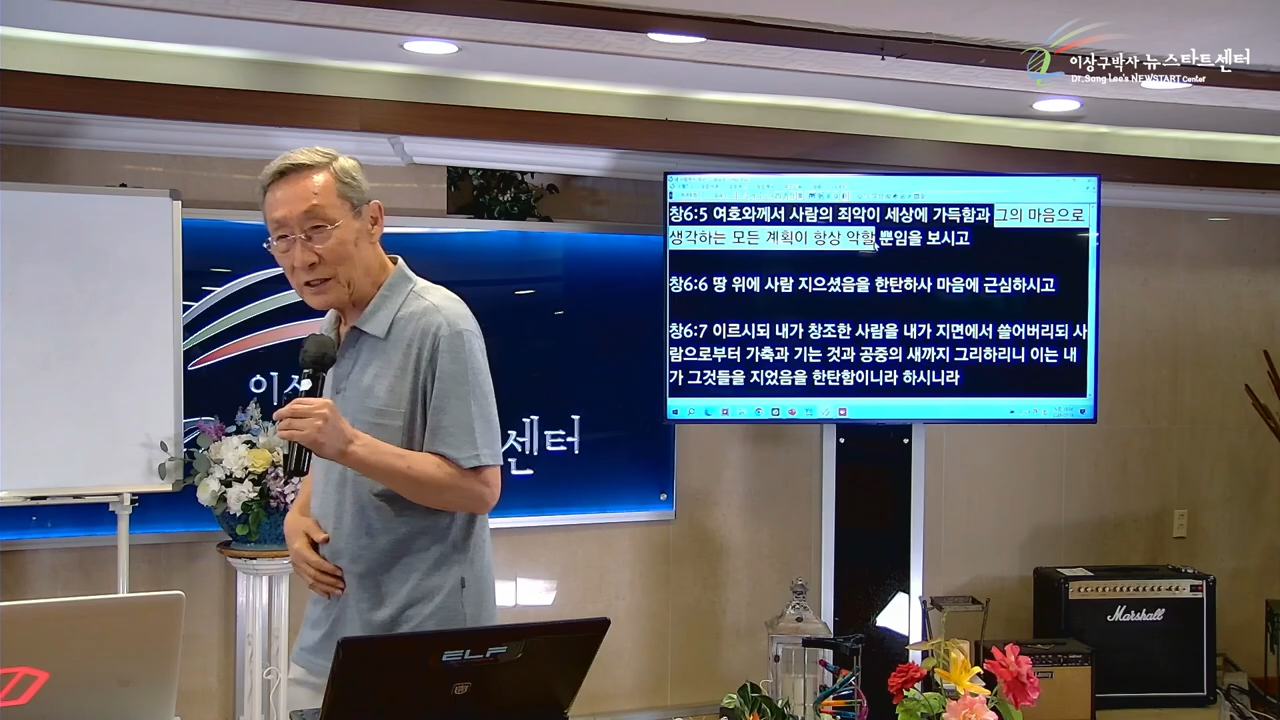 이상구박사 뉴스타트센터
Dr. Sang Lee's NEWSTART Center
창6:5 여호와께서 사람의 죄악이 세상에 가득함과 그의 마음으로
생각하는 모든 계획이 항상 악할 뿐임을 보시고
창6:6 땅 위에 사람 지으셨음을 한탄하사 마음에 근심하시고
창6:7 이르시되 내가 창조한 사람을 내가 지면에서 쓸어버리되 사
람으로부터 가축과 기는 것과 공중의 새까지 그리하리니 이는 내
가 그것들을 지었음을 한탄함이니라 하시니라
이상
센터
ELF
Marshall